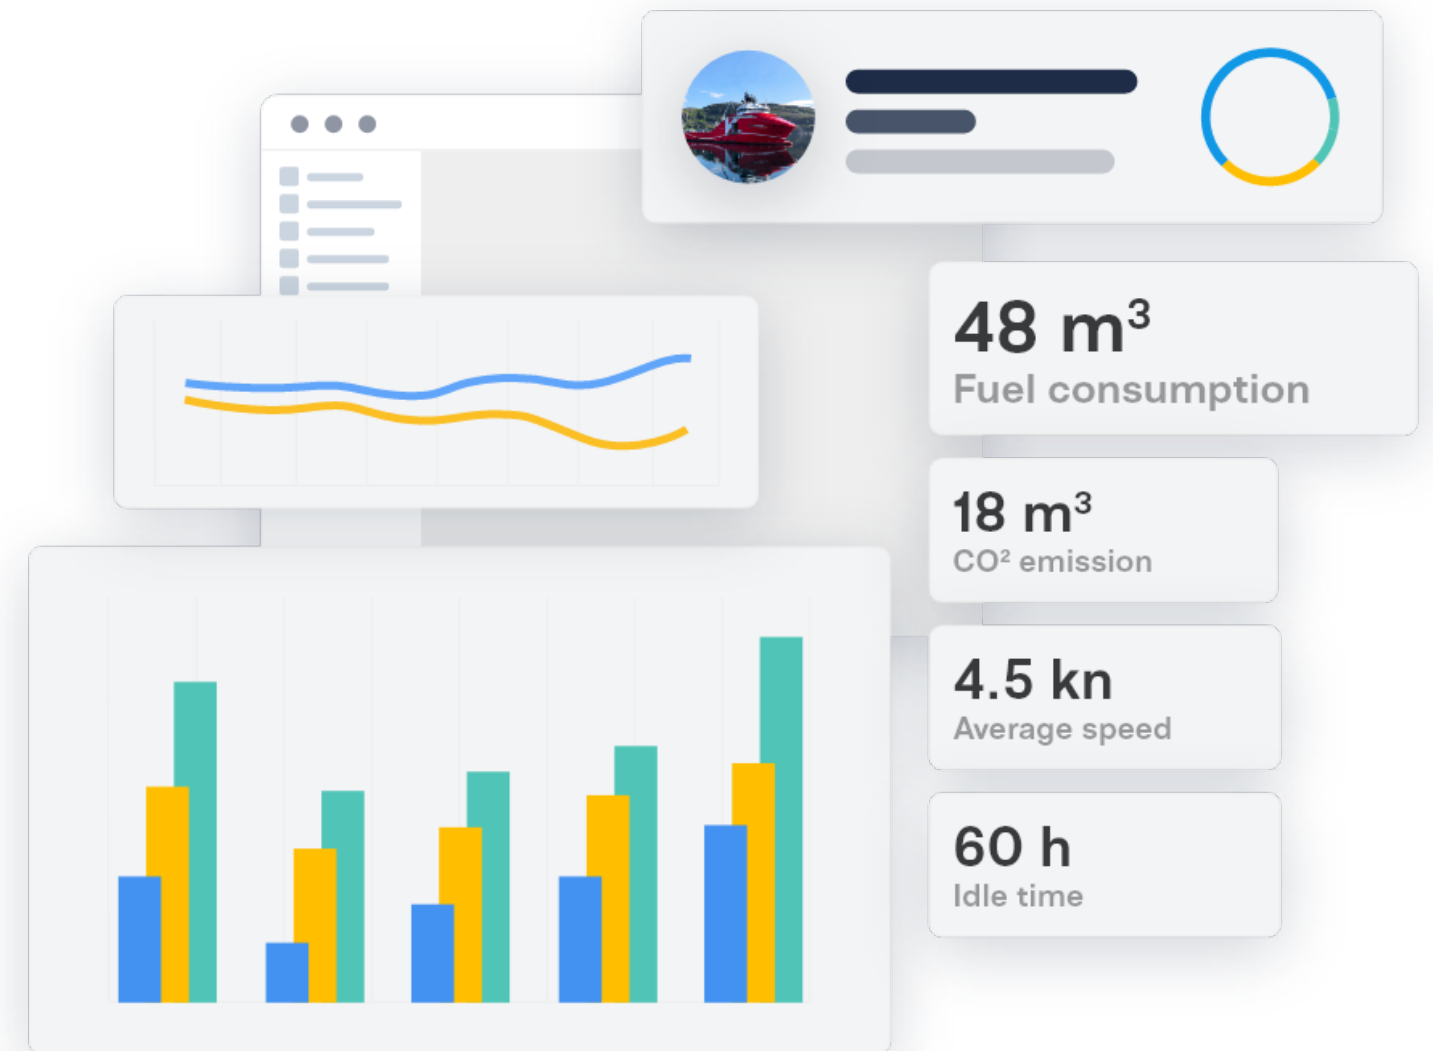 48 m³
Fuel consumption
18 m³
CO² emission
4.5 kn
Average speed
60 h
Idle time